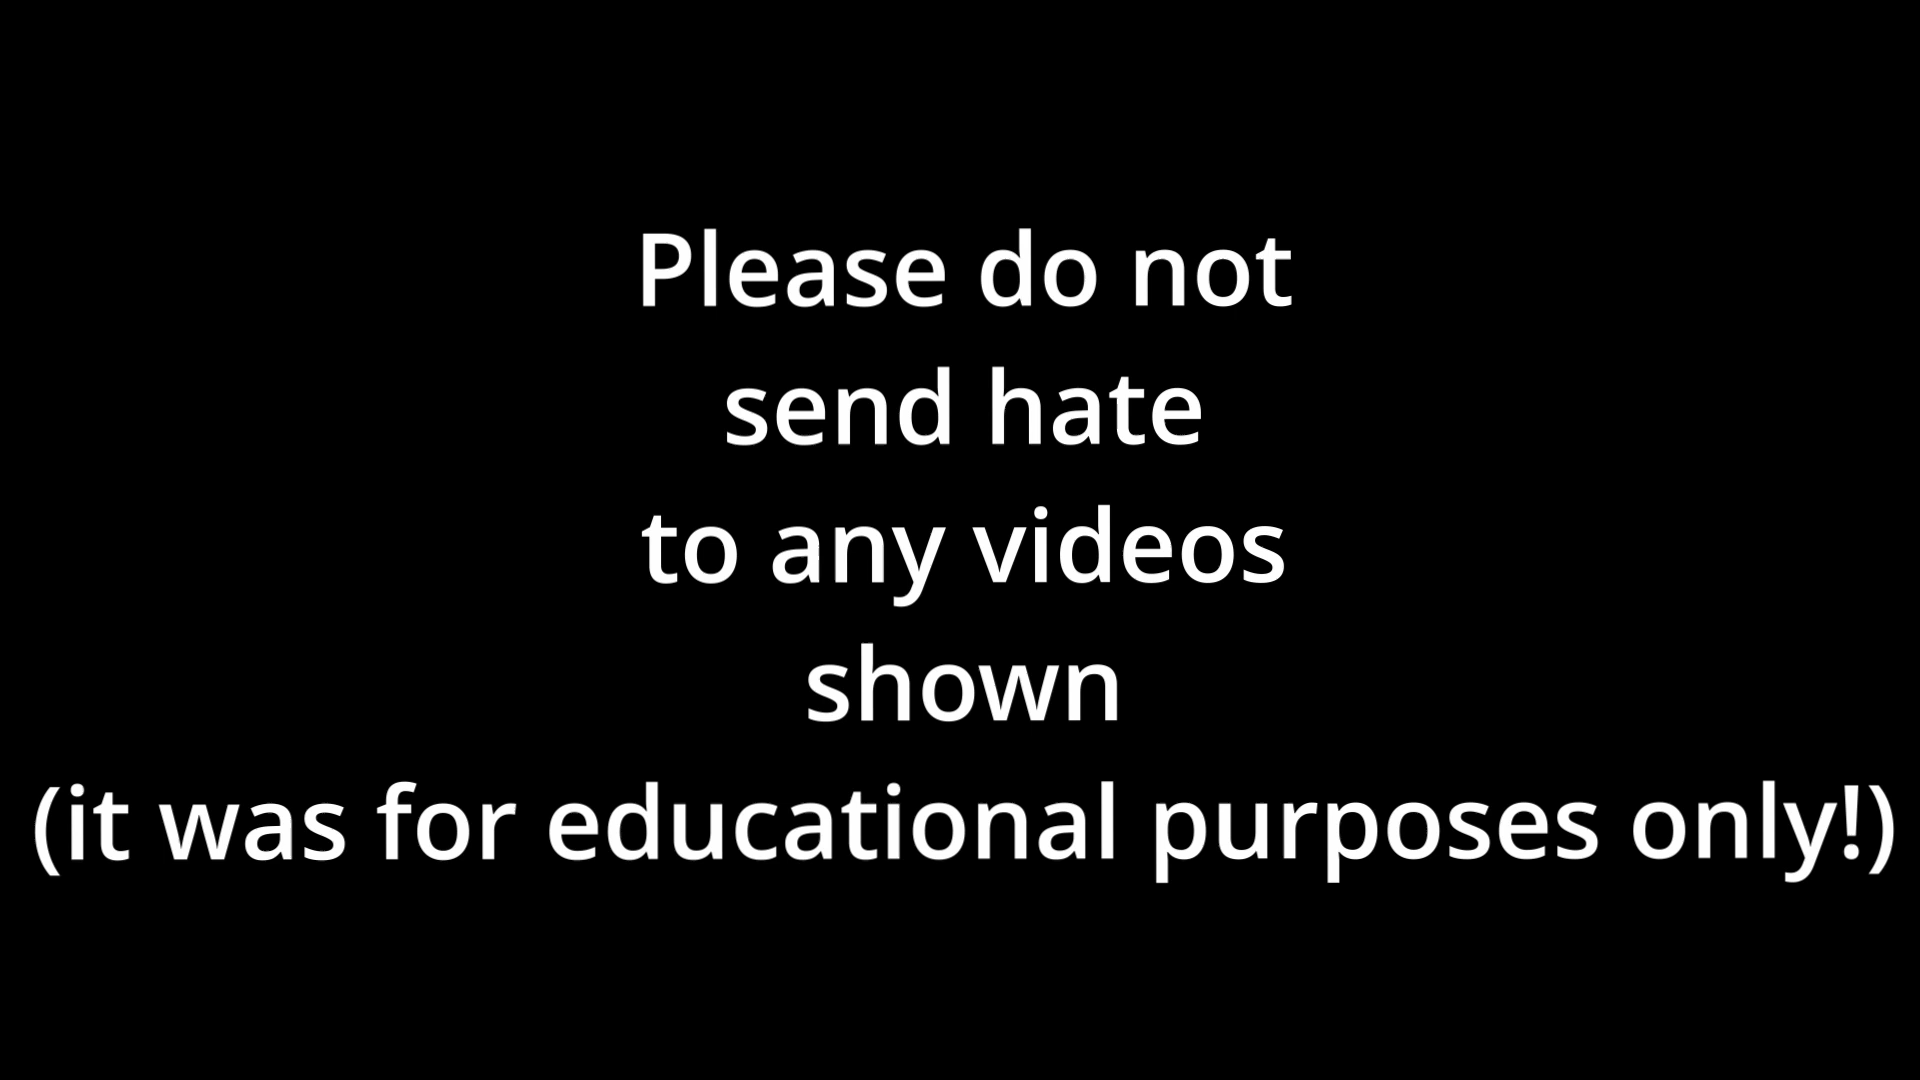 Please do not
send hate
to any videos
shown
(it was for educational purposes only!)